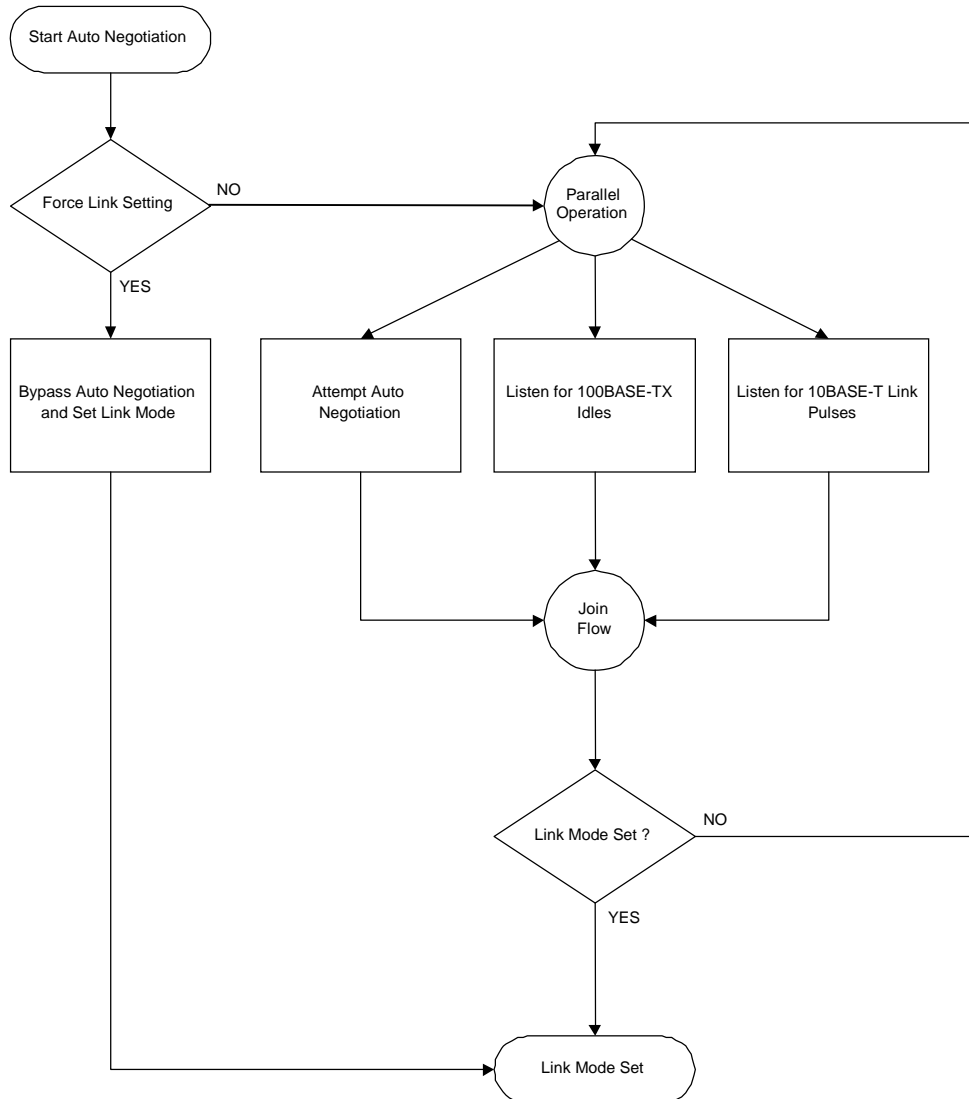 Start Auto Negotiation
Force Link Setting
NO
Parallel
Operation
YES
Bypass Auto Negotiation
and Set Link Mode
Attempt Auto
Negotiation
Listen for 100BASE-TX
Idles
Listen for 10BASE-T Link
Pulses
Join
Flow
Link Mode Set ?
NO
YES
Link Mode Set